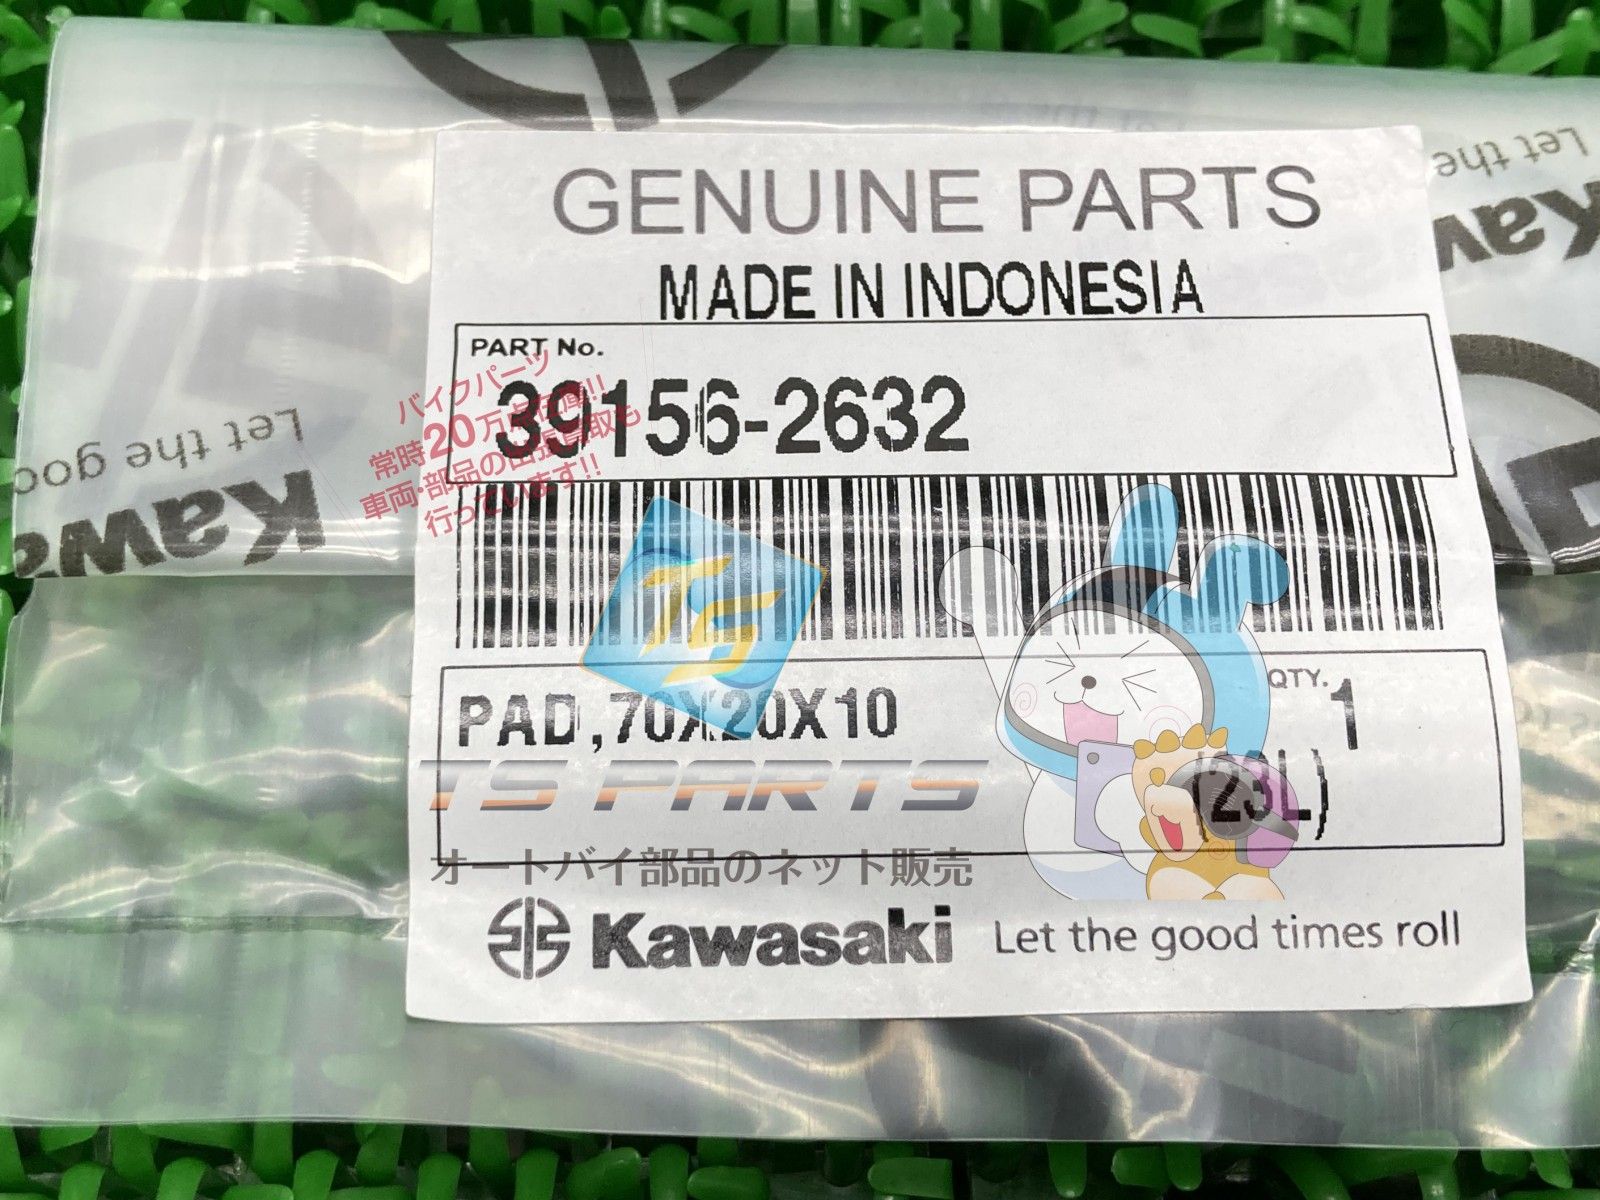 Let the
Kaw
GENUINE PARTS
MADE IN INDONESIA
PART No.
39156-2632
バイクパーツ
常時20万点在庫!!
車両・部品の出張買取も
行っています!!
Let the goo
Kawa
TS
PAD,70X20X10
QTY.
1
(23L)
TS PARTS
オートバイ部品のネット販売
Kawasaki Let the good times roll